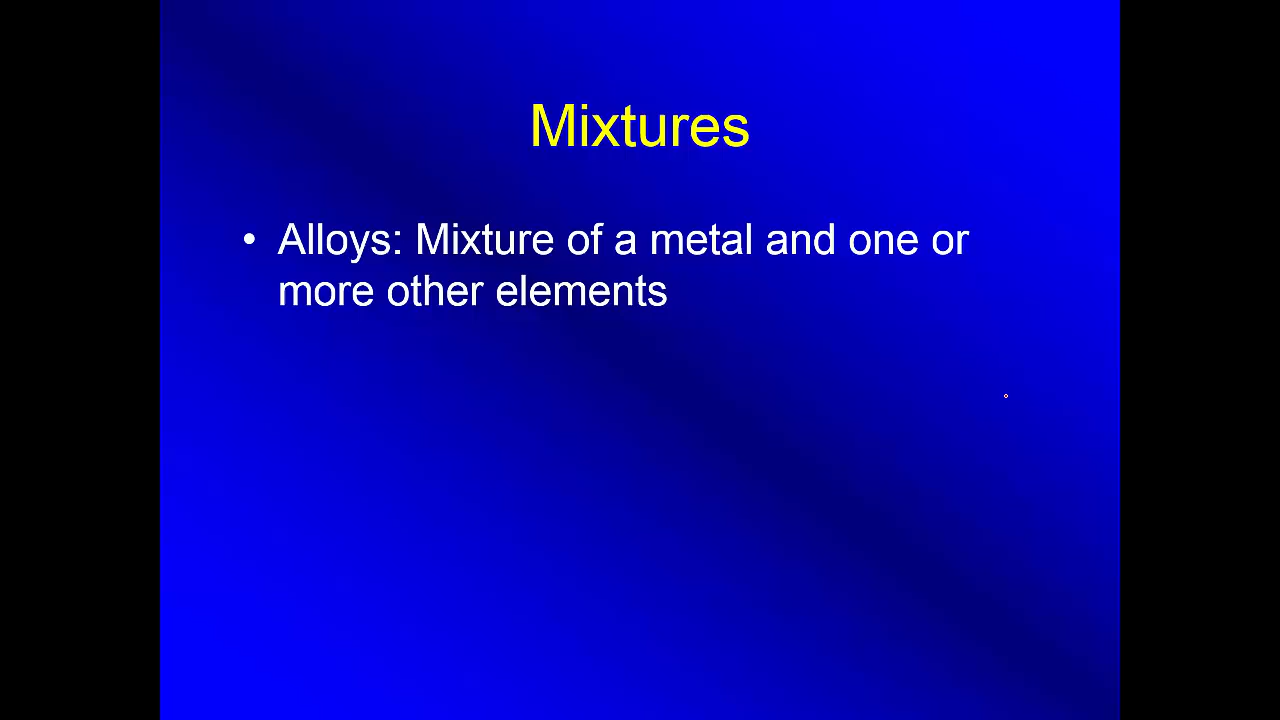 Mixtures
• Alloys: Mixture of a metal and one or
more other elements